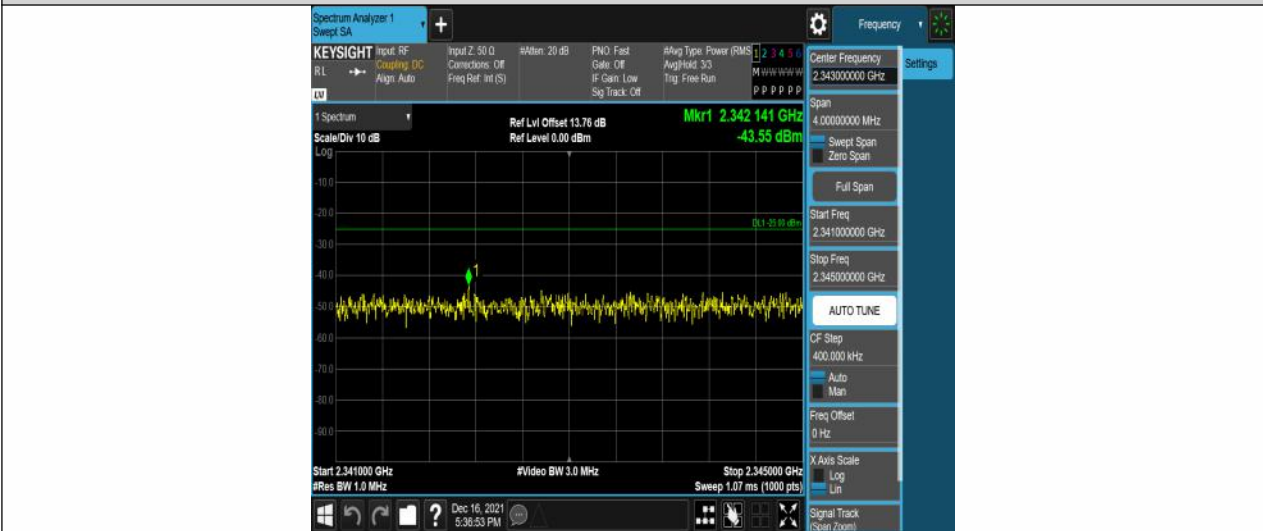 Spectrum Analyzer 1
Swept SA
+
Frequency
KEYSIGHT
RL
LV
Input: RF
Coupling: DC
Align: Auto
Input Z: 50 Ω
Corrections: Off
Freq Ref: Int (S)
#Atten: 20 dB
PNO: Fast
Gate: Off
IF Gain: Low
Sig Track: Off
#Avg Type: Power (RMS
Avg|Hold: 3/3
Trig: Free Run
1 2 3 4 5 6
M W W W W W
P P P P P P
1 Spectrum
Scale/Div 10 dB
Log
Ref Lvl Offset 13.76 dB
Ref Level 0.00 dBm
Mkr1 2.342 141 GHz
-43.55 dBm
-10.0
-20.0
DL1 -25.00 dBm
-30.0
-40.0
1
-50.0
-60.0
-70.0
-80.0
-90.0
Start 2.341000 GHz
#Res BW 1.0 MHz
#Video BW 3.0 MHz
Stop 2.345000 GHz
Sweep 1.07 ms (1000 pts)
?
Dec 16, 2021
5:36:53 PM
Center Frequency
2.343000000 GHz
Settings
Span
4.00000000 MHz
Swept Span
Zero Span
Full Span
Start Freq
2.341000000 GHz
Stop Freq
2.345000000 GHz
AUTO TUNE
CF Step
400.000 kHz
Auto
Man
Freq Offset
0 Hz
X Axis Scale
Log
Lin
Signal Track
(Span Zoom)